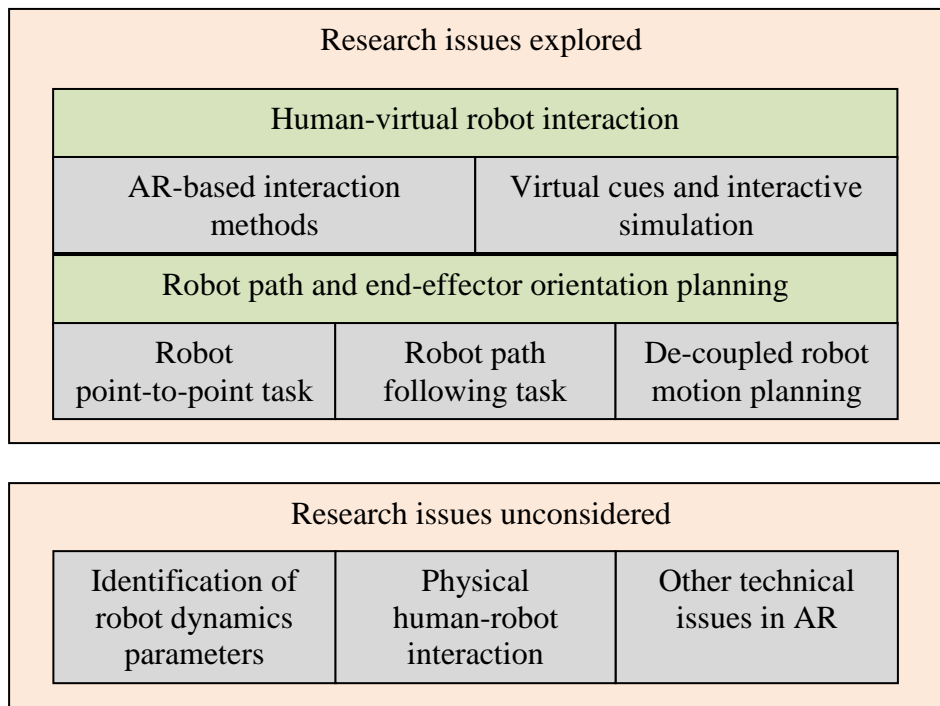 Research issues explored
Human-virtual robot interaction
AR-based interaction
methods
Virtual cues and interactive
simulation
Robot path and end-effector orientation planning
Robot
point-to-point task
Robot path
following task
De-coupled robot
motion planning
Research issues unconsidered
Identification of
robot dynamics
parameters
Physical
human-robot
interaction
Other technical
issues in AR